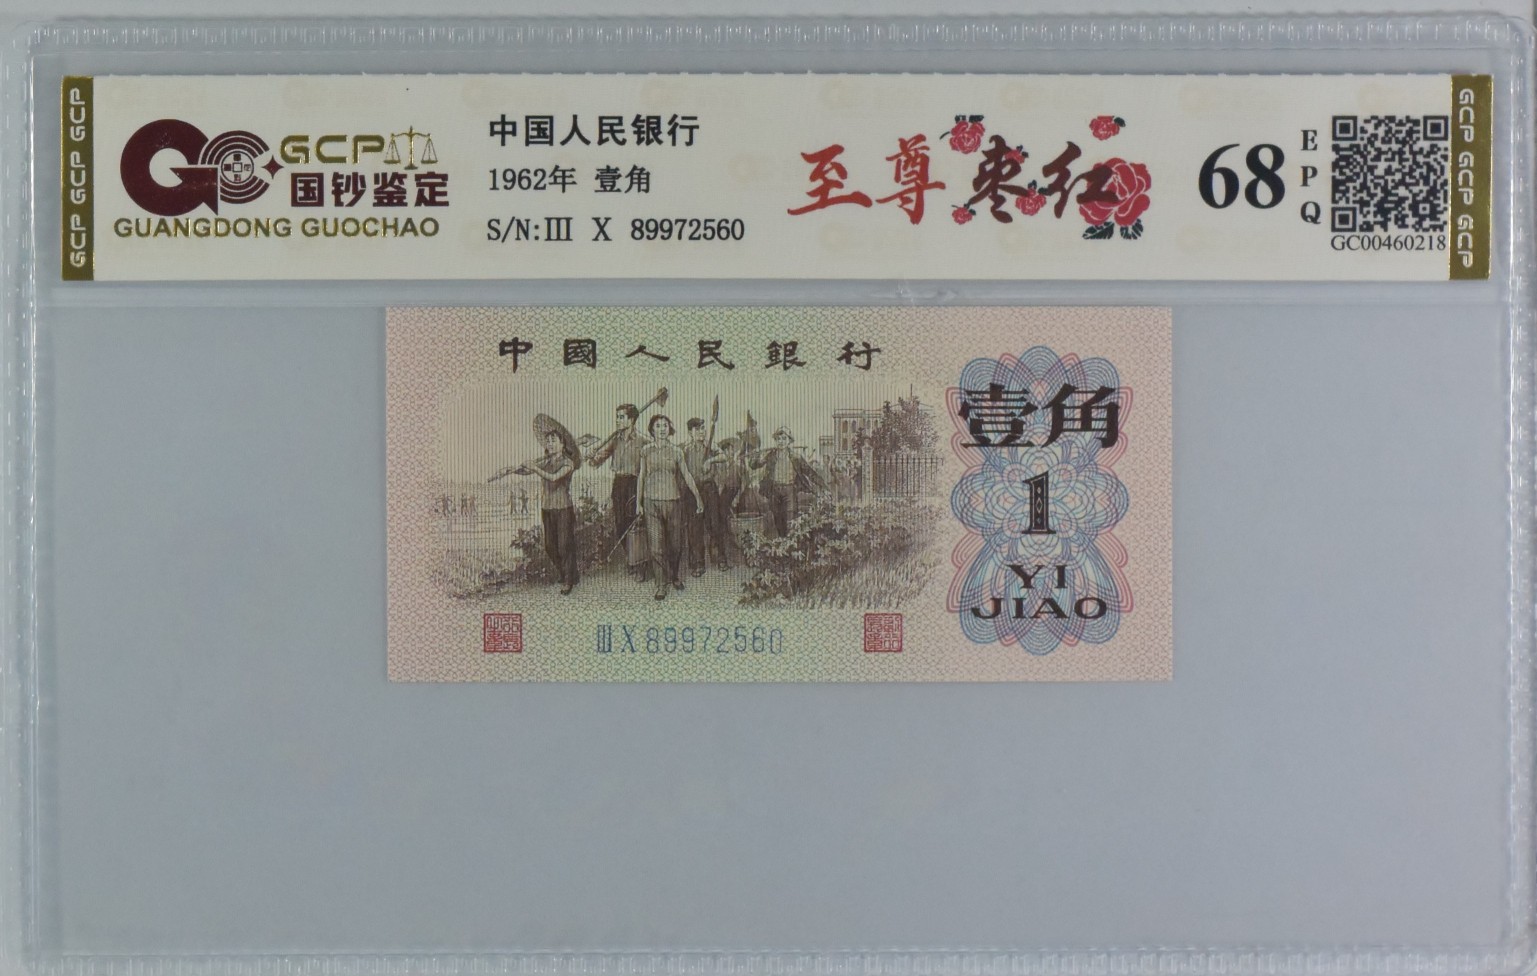 GCP GCP GCP
GCP
国钞鉴定
GUANGDONG GUOCHAO
中国人民银行
1962年 壹角
S/N:III X 89972560
至尊枣红
68
EPQ
GC00460218
GCP GCP GCP
中國人民銀行
壹角
1
YI
JIAO
III X 89972560